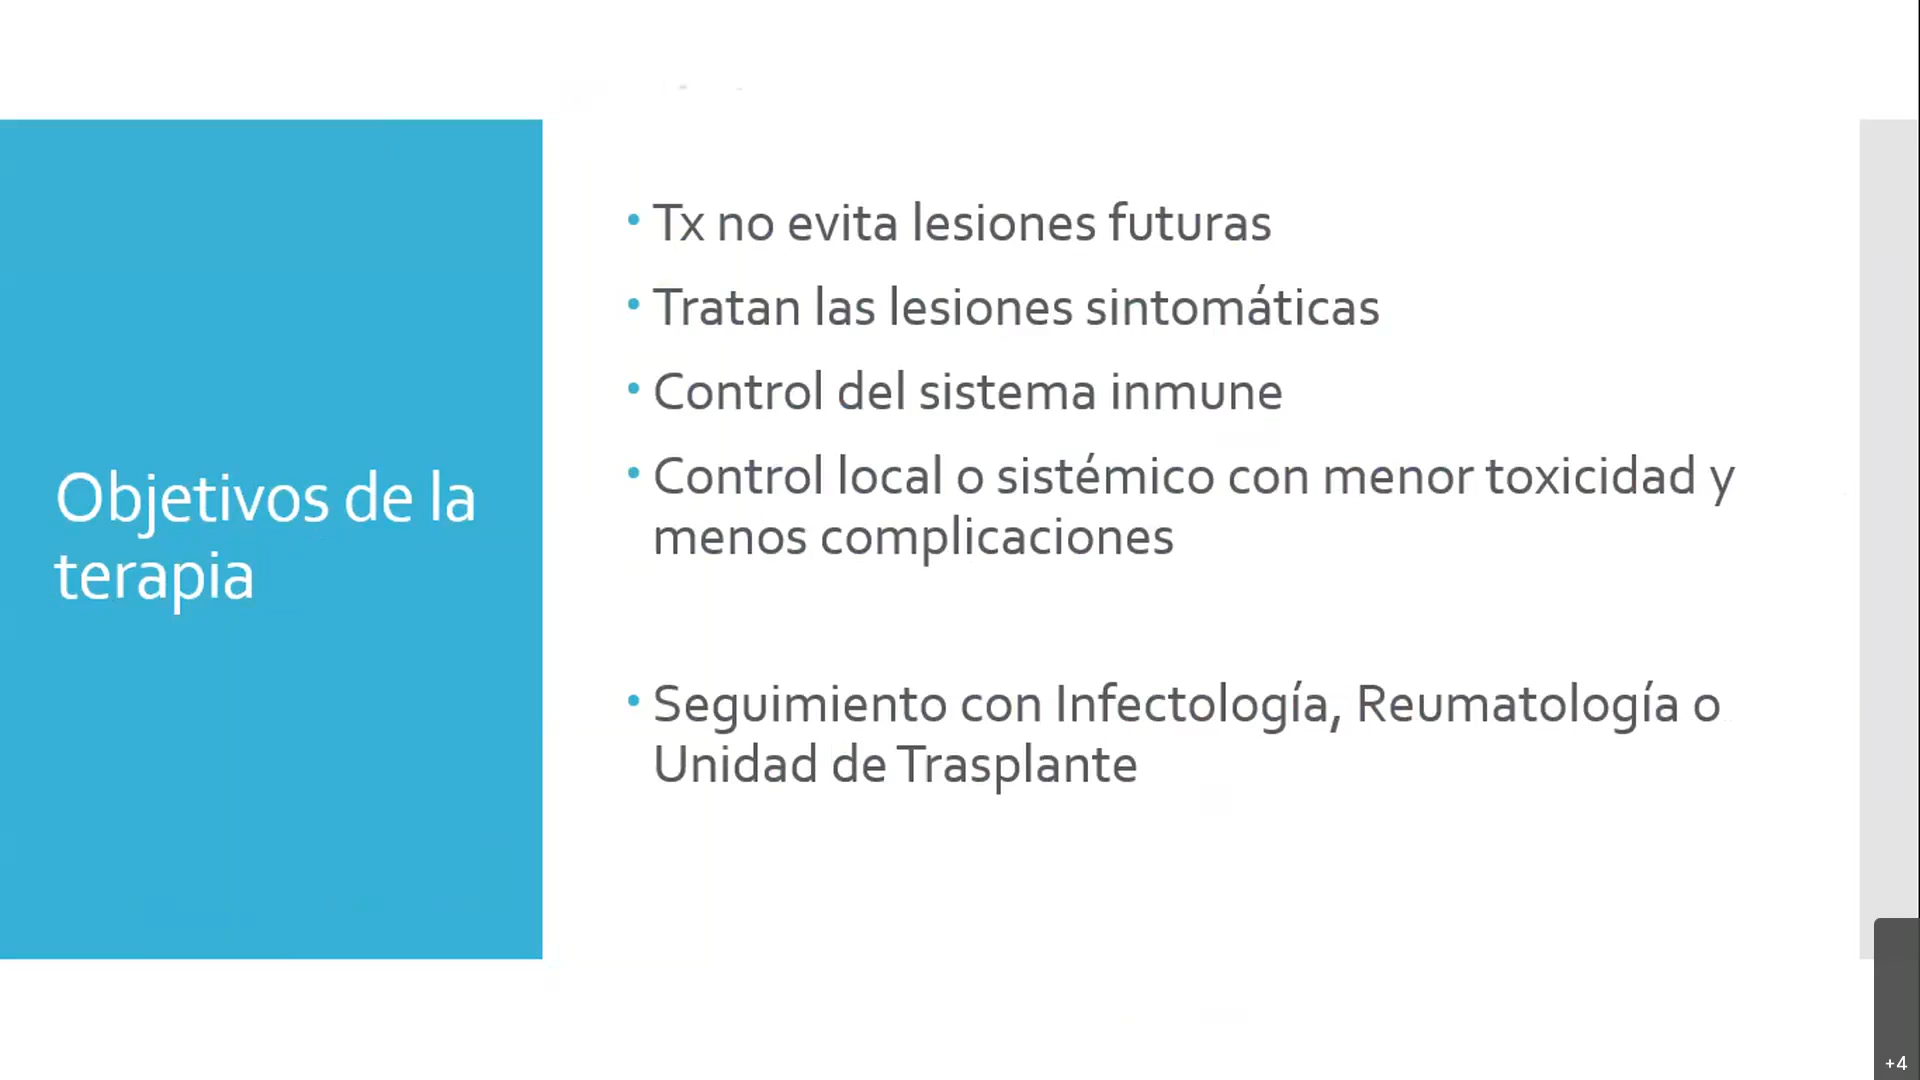 Objetivos de la
terapia
• Tx no evita lesiones futuras
• Tratan las lesiones sintomáticas
• Control del sistema inmune
• Control local o sistémico con menor toxicidad y
menos complicaciones
• Seguimiento con Infectología, Reumatología o
Unidad de Trasplante
+4